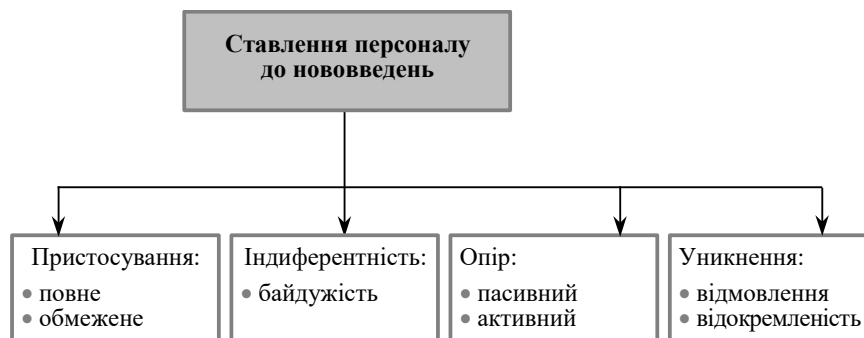 Ставлення персоналу
до нововведень
Пристосування:
• повне
• обмежене
Індиферентність:
• байдужість
Опір:
• пасивний
• активний
Уникнення:
• відмовлення
• відокремленість